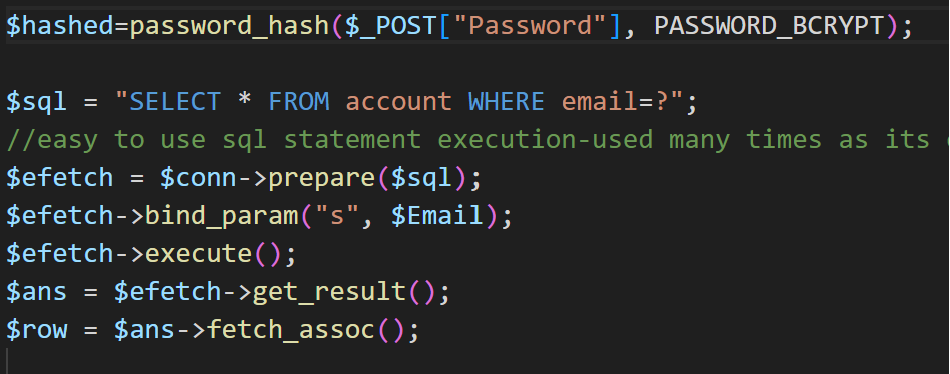 $hashed=password_hash($_POST["Password"], PASSWORD_BCRYPT);
$sql = "SELECT * FROM account WHERE email=?";
//easy to use sql statement execution-used many times as its
$efetch = $conn->prepare($sql);
$efetch->bind_param("s", $Email);
$efetch->execute();
$ans = $efetch->get_result();
$row = $ans->fetch_assoc();